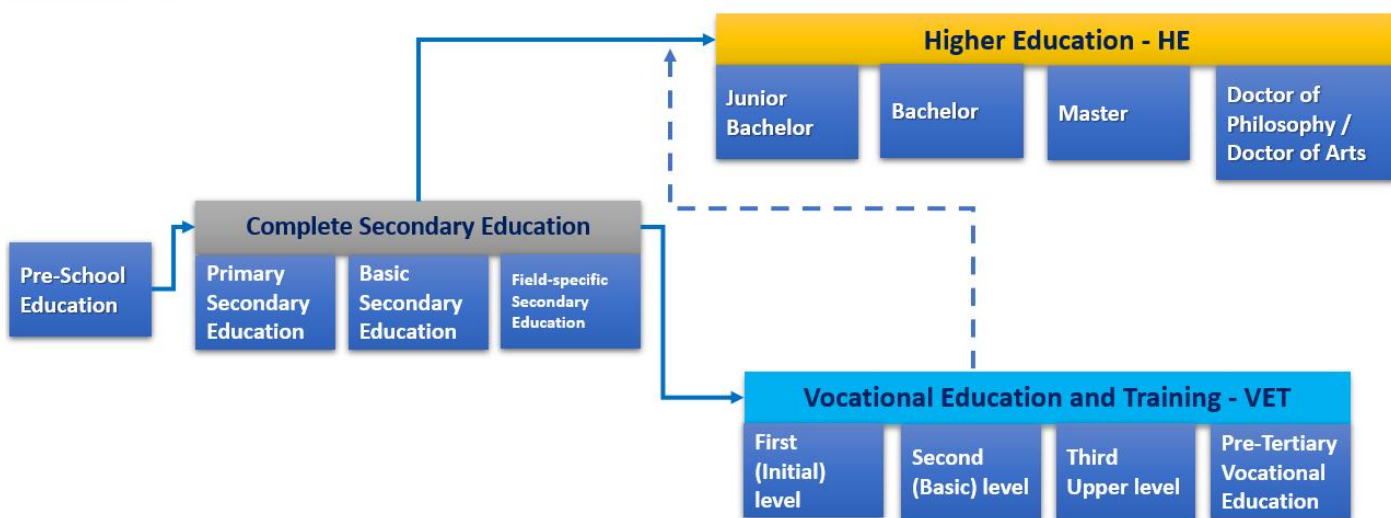 Higher Education - HE
Junior
Bachelor
Bachelor
Master
Doctor of
Philosophy /
Doctor of Arts
Complete Secondary Education
Pre-School
Education
Primary
Secondary
Education
Basic
Secondary
Education
Field-specific
Secondary
Education
Vocational Education and Training - VET
First
(Initial)
level
Second
(Basic) level
Third
Upper level
Pre-Tertiary
Vocational
Education